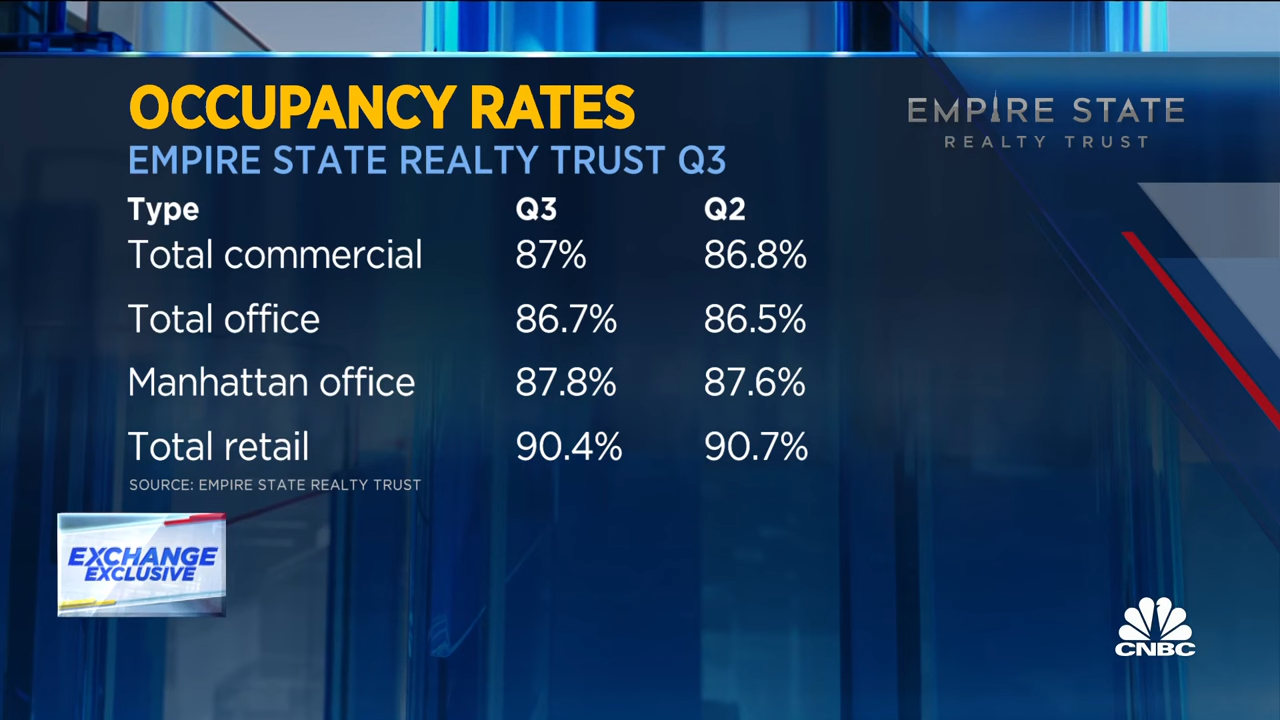 OCCUPANCY RATES
EMPIRE STATE REALTY TRUST Q3
EMPIRE STATE
REALTY TRUST
Type Q3 Q2
Total commercial 87% 86.8%
Total office 86.7% 86.5%
Manhattan office 87.8% 87.6%
Total retail 90.4% 90.7%
SOURCE: EMPIRE STATE REALTY TRUST
EXCHANGE
EXCLUSIVE
CNBC